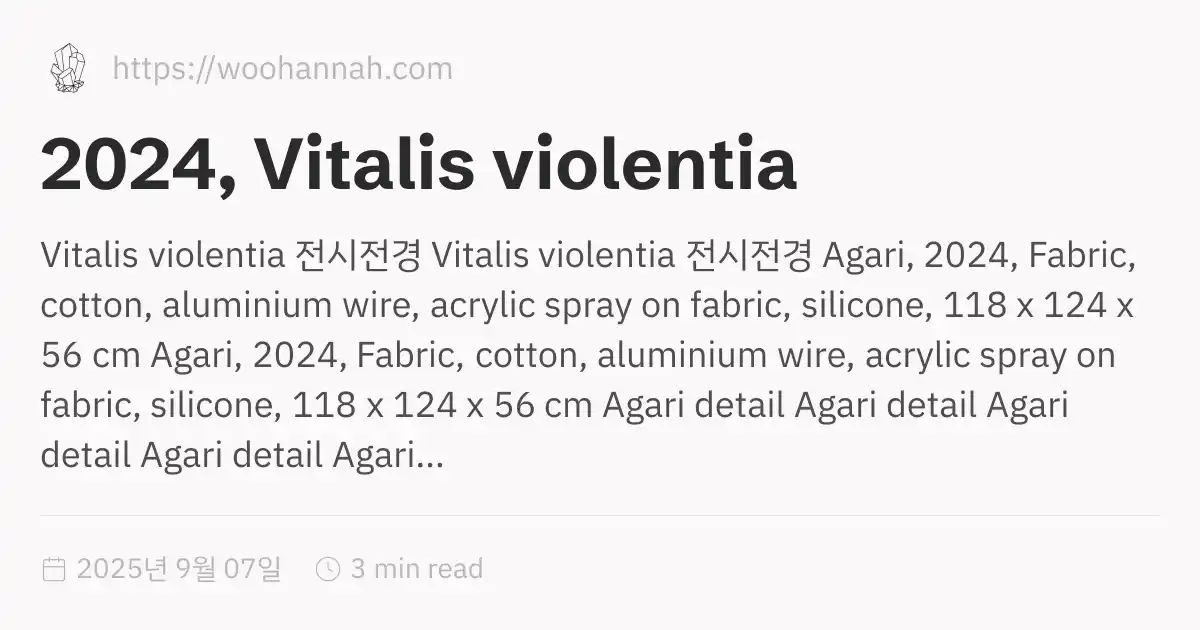 https://woohannah.com
2024, Vitalis violentia
Vitalis violentia 전시전경 Vitalis violentia 전시전경 Agari, 2024, Fabric,
cotton, aluminium wire, acrylic spray on fabric, silicone, 118 x 124 x
56 cm Agari, 2024, Fabric, cotton, aluminium wire, acrylic spray on
fabric, silicone, 118 x 124 x 56 cm Agari detail Agari detail Agari
detail Agari detail Agari...
2025년 9월 07일 3 min read